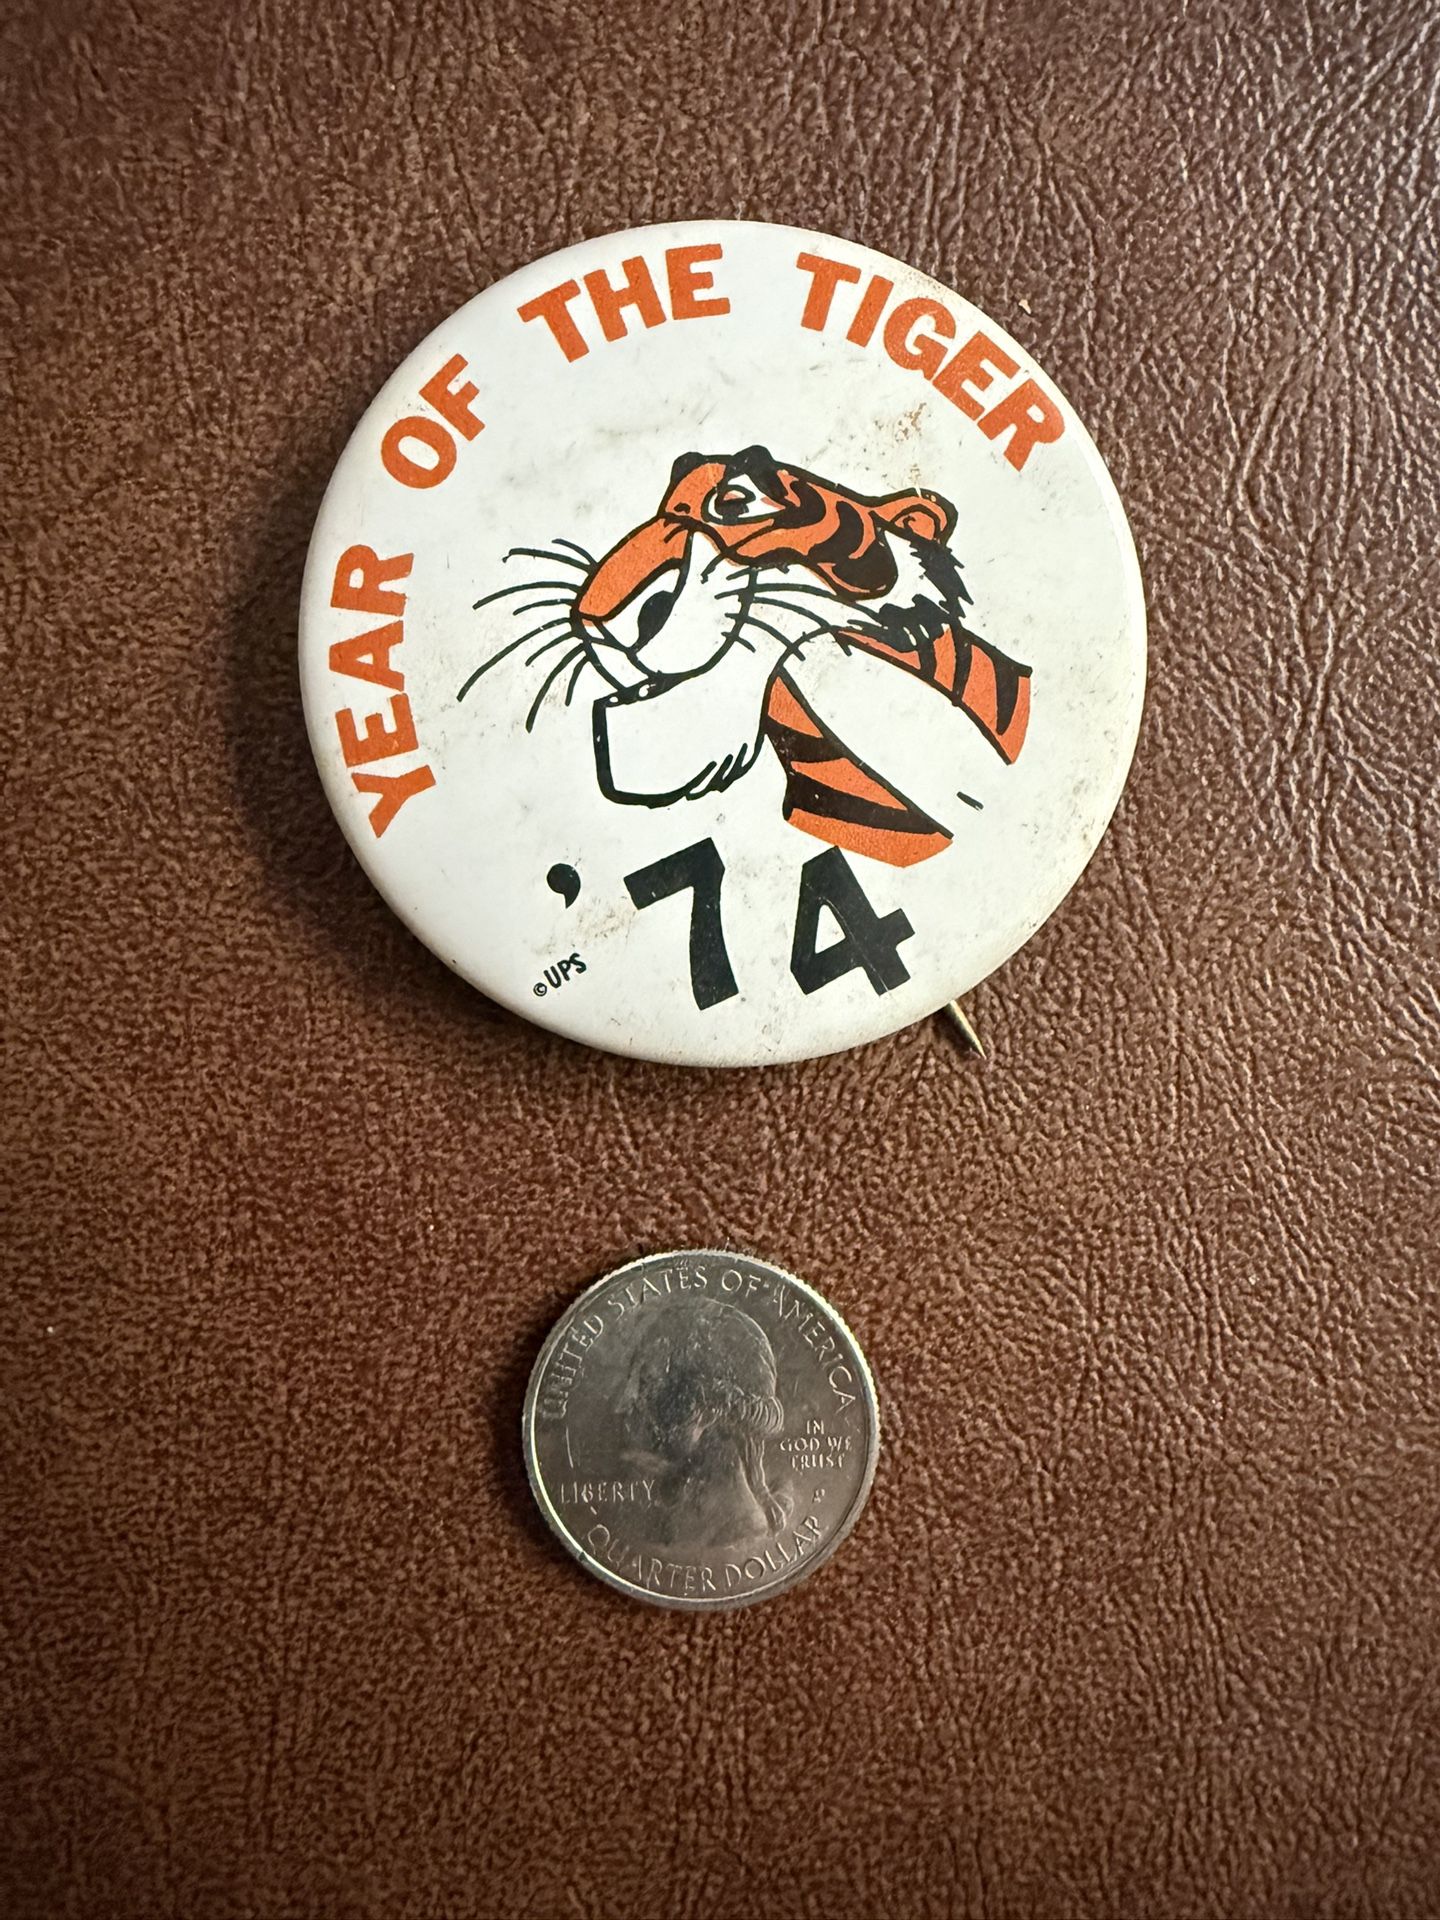 YEAR OF THE TIGER
'74
©UPS
UNITED STATES OF AMERICA
IN
GOD WE
TRUST
LIBERTY
P
QUARTER DOLLAR